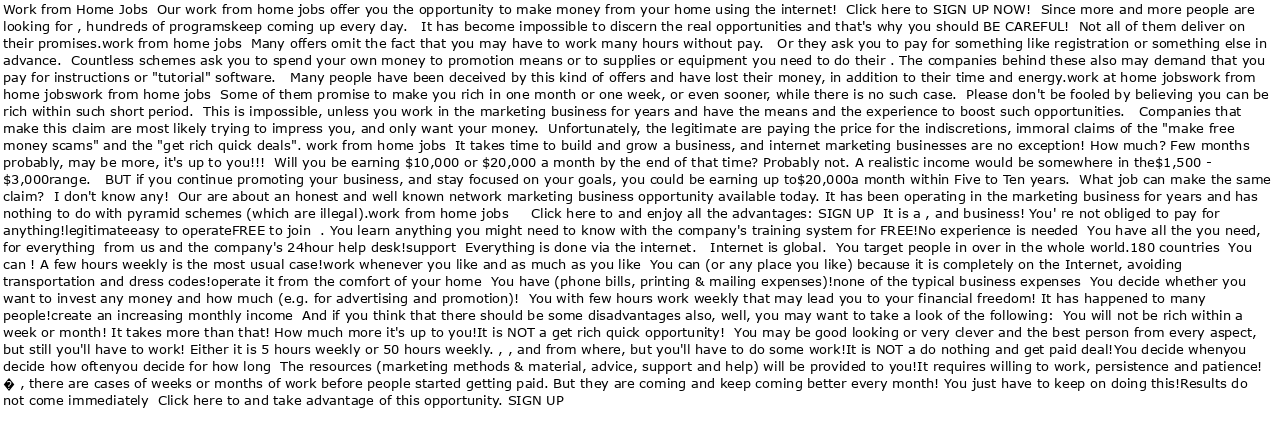 Work from Home Jobs  Our work from home jobs offer you the opportunity to make money from your home using the internet!  Click here to SIGN UP NOW!  Since more and more people are
looking for , hundreds of programskeep coming up every day.   It has become impossible to discern the real opportunities and that's why you should BE CAREFUL!  Not all of them deliver on
their promises.work from home jobs  Many offers omit the fact that you may have to work many hours without pay.   Or they ask you to pay for something like registration or something else in
advance.  Countless schemes ask you to spend your own money to promotion means or to supplies or equipment you need to do their . The companies behind these also may demand that you
pay for instructions or "tutorial" software.    Many people have been deceived by this kind of offers and have lost their money, in addition to their time and energy.work at home jobswork from
home jobswork from home jobs  Some of them promise to make you rich in one month or one week, or even sooner, while there is no such case.  Please don't be fooled by believing you can be
rich within such short period.  This is impossible, unless you work in the marketing business for years and have the means and the experience to boost such opportunities.   Companies that
make this claim are most likely trying to impress you, and only want your money.  Unfortunately, the legitimate are paying the price for the indiscretions, immoral claims of the "make free
money scams" and the "get rich quick deals". work from home jobs  It takes time to build and grow a business, and internet marketing businesses are no exception! How much? Few months
probably, may be more, it's up to you!!!  Will you be earning $10,000 or $20,000 a month by the end of that time? Probably not. A realistic income would be somewhere in the$1,500 -
$3,000range.   BUT if you continue promoting your business, and stay focused on your goals, you could be earning up to$20,000a month within Five to Ten years.  What job can make the same
claim?  I don't know any!  Our are about an honest and well known network marketing business opportunity available today. It has been operating in the marketing business for years and has
nothing to do with pyramid schemes (which are illegal).work from home jobs     Click here to and enjoy all the advantages: SIGN UP  It is a , and business! You' re not obliged to pay for
anything!legitimateeasy to operateFREE to join  . You learn anything you might need to know with the company's training system for FREE!No experience is needed  You have all the you need,
for everything  from us and the company's 24hour help desk!support  Everything is done via the internet.   Internet is global.  You target people in over in the whole world.180 countries  You
can ! A few hours weekly is the most usual case!work whenever you like and as much as you like  You can (or any place you like) because it is completely on the Internet, avoiding
transportation and dress codes!operate it from the comfort of your home  You have (phone bills, printing & mailing expenses)!none of the typical business expenses  You decide whether you
want to invest any money and how much (e.g. for advertising and promotion)!  You with few hours work weekly that may lead you to your financial freedom! It has happened to many
people!create an increasing monthly income  And if you think that there should be some disadvantages also, well, you may want to take a look of the following:  You will not be rich within a
week or month! It takes more than that! How much more it's up to you!It is NOT a get rich quick opportunity!  You may be good looking or very clever and the best person from every aspect,
but still you'll have to work! Either it is 5 hours weekly or 50 hours weekly. , , and from where, but you'll have to do some work!It is NOT a do nothing and get paid deal!You decide whenyou
decide how oftenyou decide for how long  The resources (marketing methods & material, advice, support and help) will be provided to you!It requires willing to work, persistence and patience!
� , there are cases of weeks or months of work before people started getting paid. But they are coming and keep coming better every month! You just have to keep on doing this!Results do
not come immediately  Click here to and take advantage of this opportunity. SIGN UP